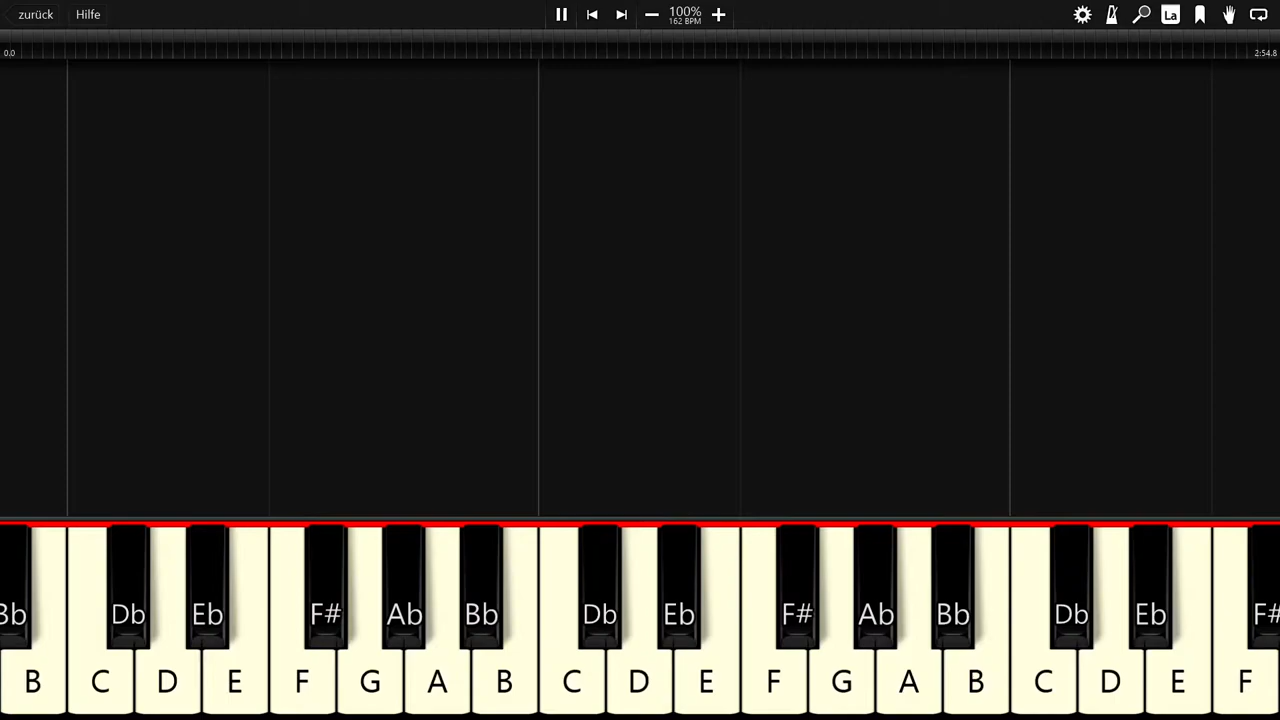 zurück Hilfe 100% La
162 BPM
0,0 2:54.8
Bb Db Eb F# Ab Bb Db Eb F# Ab Bb Db Eb F#
B C D E F G A B C D E F G A B C D E F